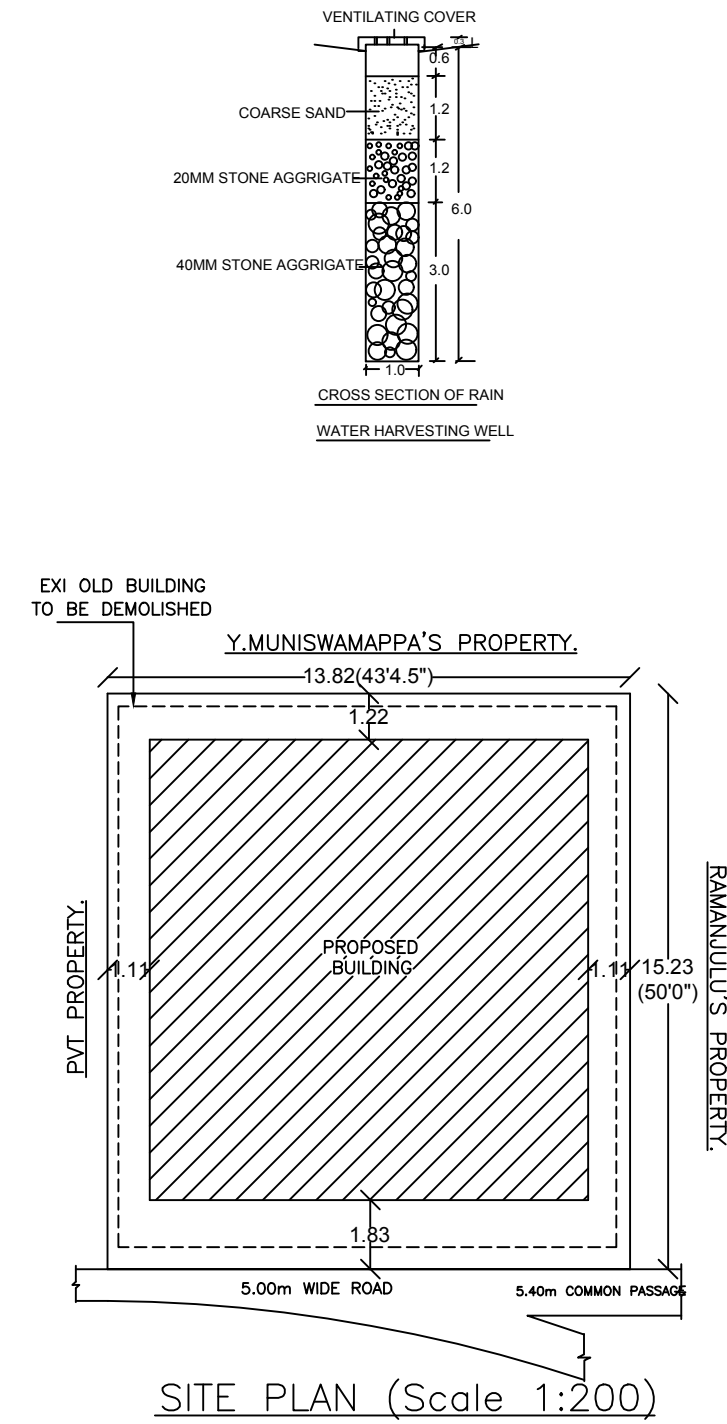 VENTILATING COVER
0.3
0.6
COARSE SAND
1.2
20MM STONE AGGRIGATE
1.2
6.0
40MM STONE AGGRIGATE
3.0
1.0
CROSS SECTION OF RAIN
WATER HARVESTING WELL
EXI OLD BUILDING
TO BE DEMOLISHED
Y.MUNISWAMAPPA'S PROPERTY.
13.82(43'4.5")
1.22
PROPOSED
BUILDING
PVT PROPERTY.
1.11
1.11
15.23
(50'0")
RAMANJULU'S PROPERTY.
1.83
5.00m WIDE ROAD
5.40m COMMON PASSAGE
SITE PLAN (Scale 1:200)